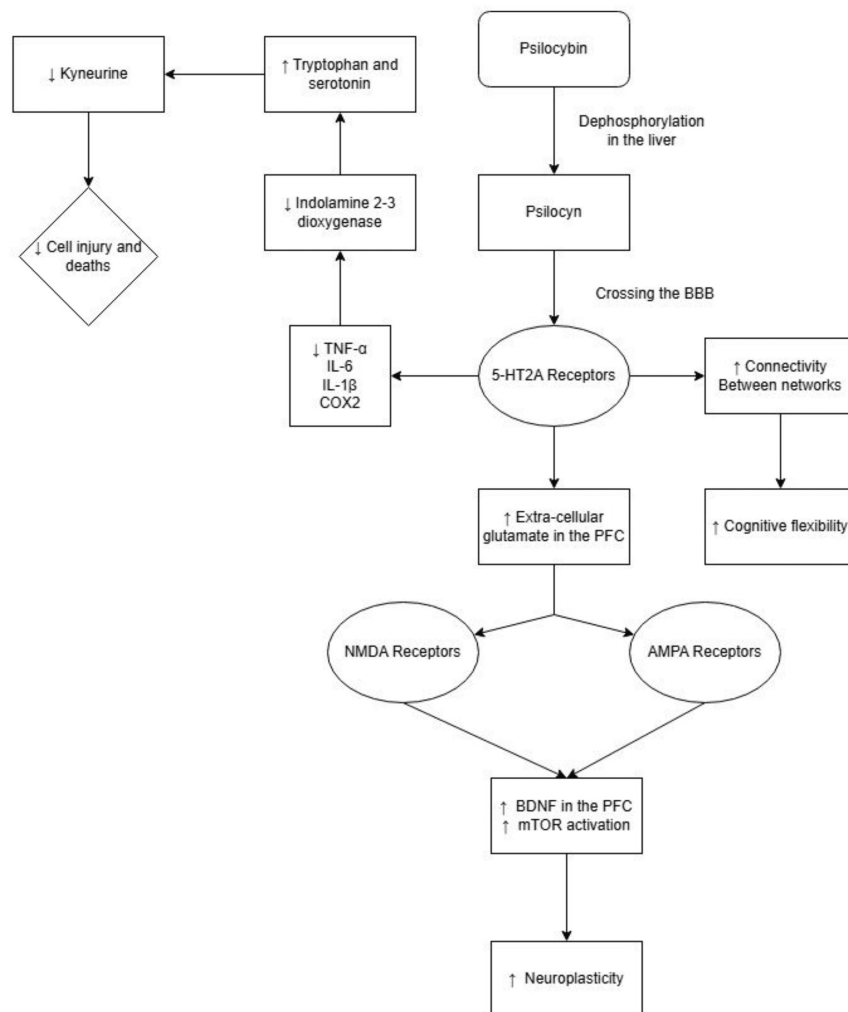 Psilocybin
Dephosphorylation
in the liver
Psilocyn
Crossing the BBB
5-HT2A Receptors
↓ TNF-α
IL-6
IL-1β
COX2
↓ Indolamine 2-3
dioxygenase
↑ Tryptophan and
serotonin
↓ Kyneurine
↓ Cell injury and
deaths
↑ Connectivity
Between networks
↑ Cognitive flexibility
↑ Extra-cellular
glutamate in the PFC
NMDA Receptors
AMPA Receptors
↑ BDNF in the PFC
↑ mTOR activation
↑ Neuroplasticity